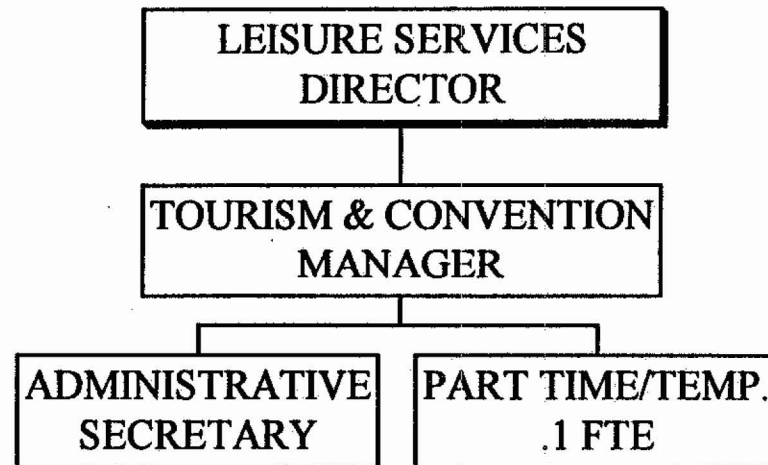 LEISURE SERVICES
DIRECTOR
TOURISM & CONVENTION
MANAGER
ADMINISTRATIVE
SECRETARY
PART TIME/TEMP.
.1 FTE